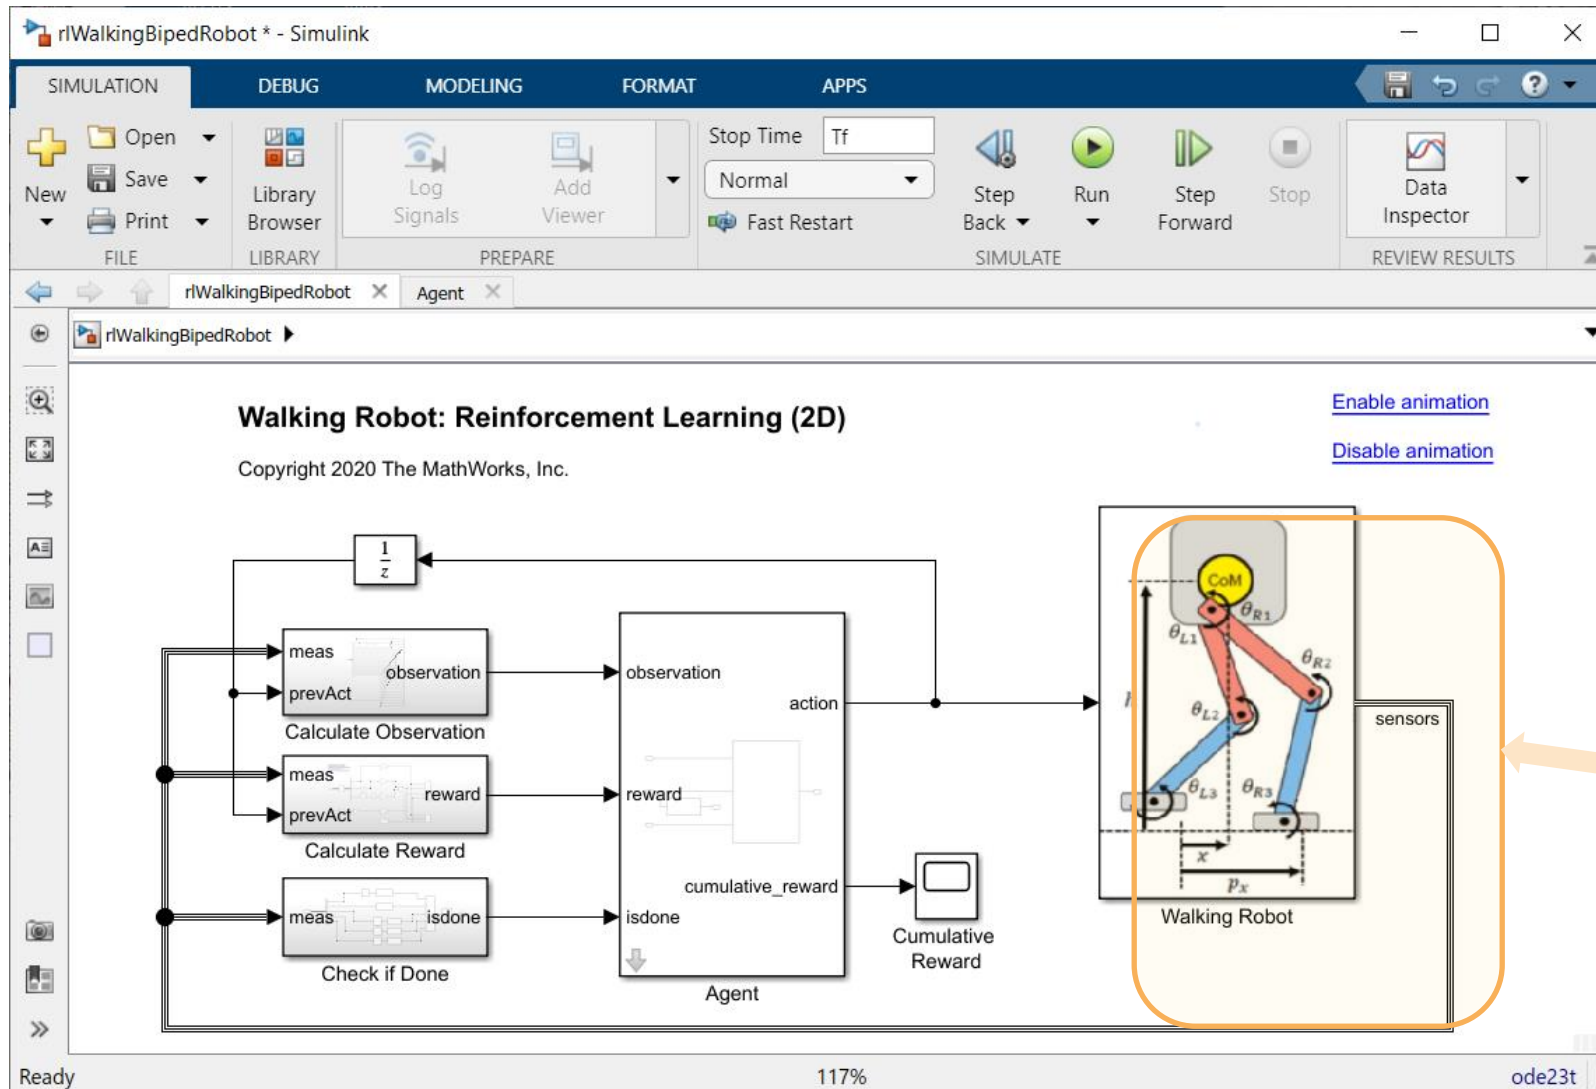 rlWalkingBipedRobot * - Simulink
SIMULATION DEBUG MODELING FORMAT APPS
New
Open
Save
Print
FILE
Library
Browser
LIBRARY
Log
Signals
Add
Viewer
PREPARE
Stop Time Tf
Normal
Fast Restart
Step
Back
Run
Step
Forward
Stop
SIMULATE
Data
Inspector
REVIEW RESULTS
rlWalkingBipedRobot Agent
rlWalkingBipedRobot
Walking Robot: Reinforcement Learning (2D)
Copyright 2020 The MathWorks, Inc.
Enable animation
Disable animation
1
z
meas
prevAct
observation
Calculate Observation
meas
prevAct
reward
Calculate Reward
meas
isdone
Check if Done
observation
reward
isdone
action
cumulative_reward
Agent
Cumulative
Reward
CoM
θR1
θL1
θR2
θL2
θL3
θR3
h
x
px
Walking Robot
sensors
Ready 117% ode23t